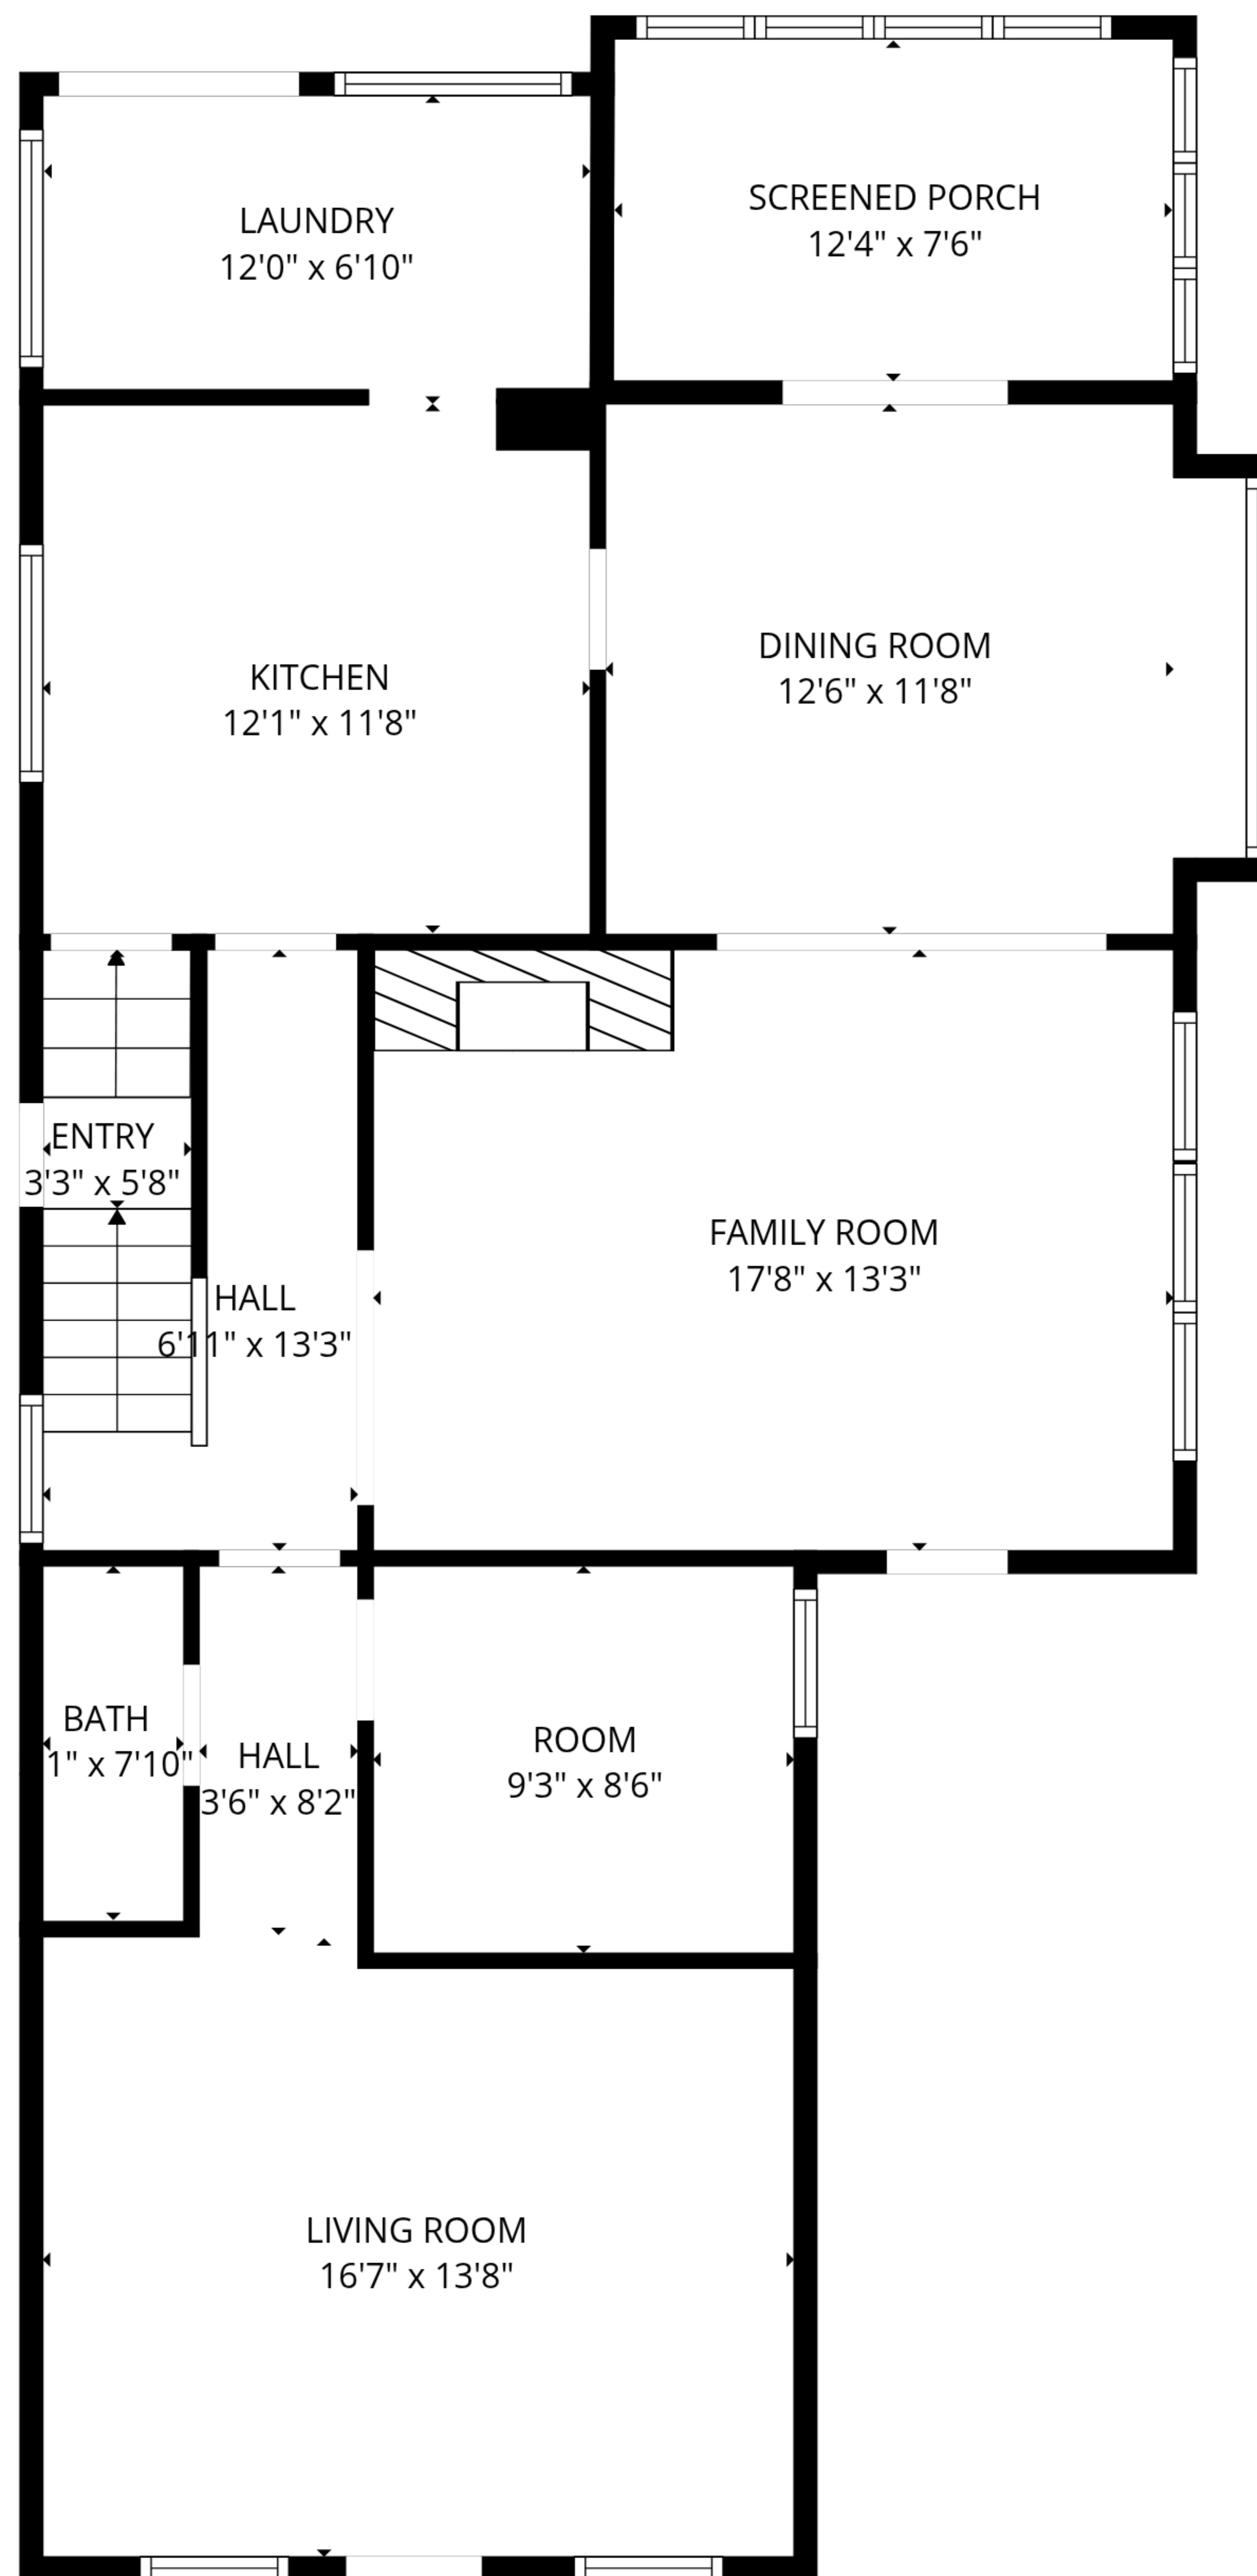 SCREENED PORCH
12'4" x 7'6"
LAUNDRY
12'0" x 6'10"
DINING ROOM
12'6" x 11'8"
KITCHEN
12'1" x 11'8"
ENTRY
3'3" x 5'8"
FAMILY ROOM
17'8" x 13'3"
HALL
6'11" x 13'3"
BATH
1" x 7'10"
HALL
3'6" x 8'2"
ROOM
9'3" x 8'6"
LIVING ROOM
16'7" x 13'8"